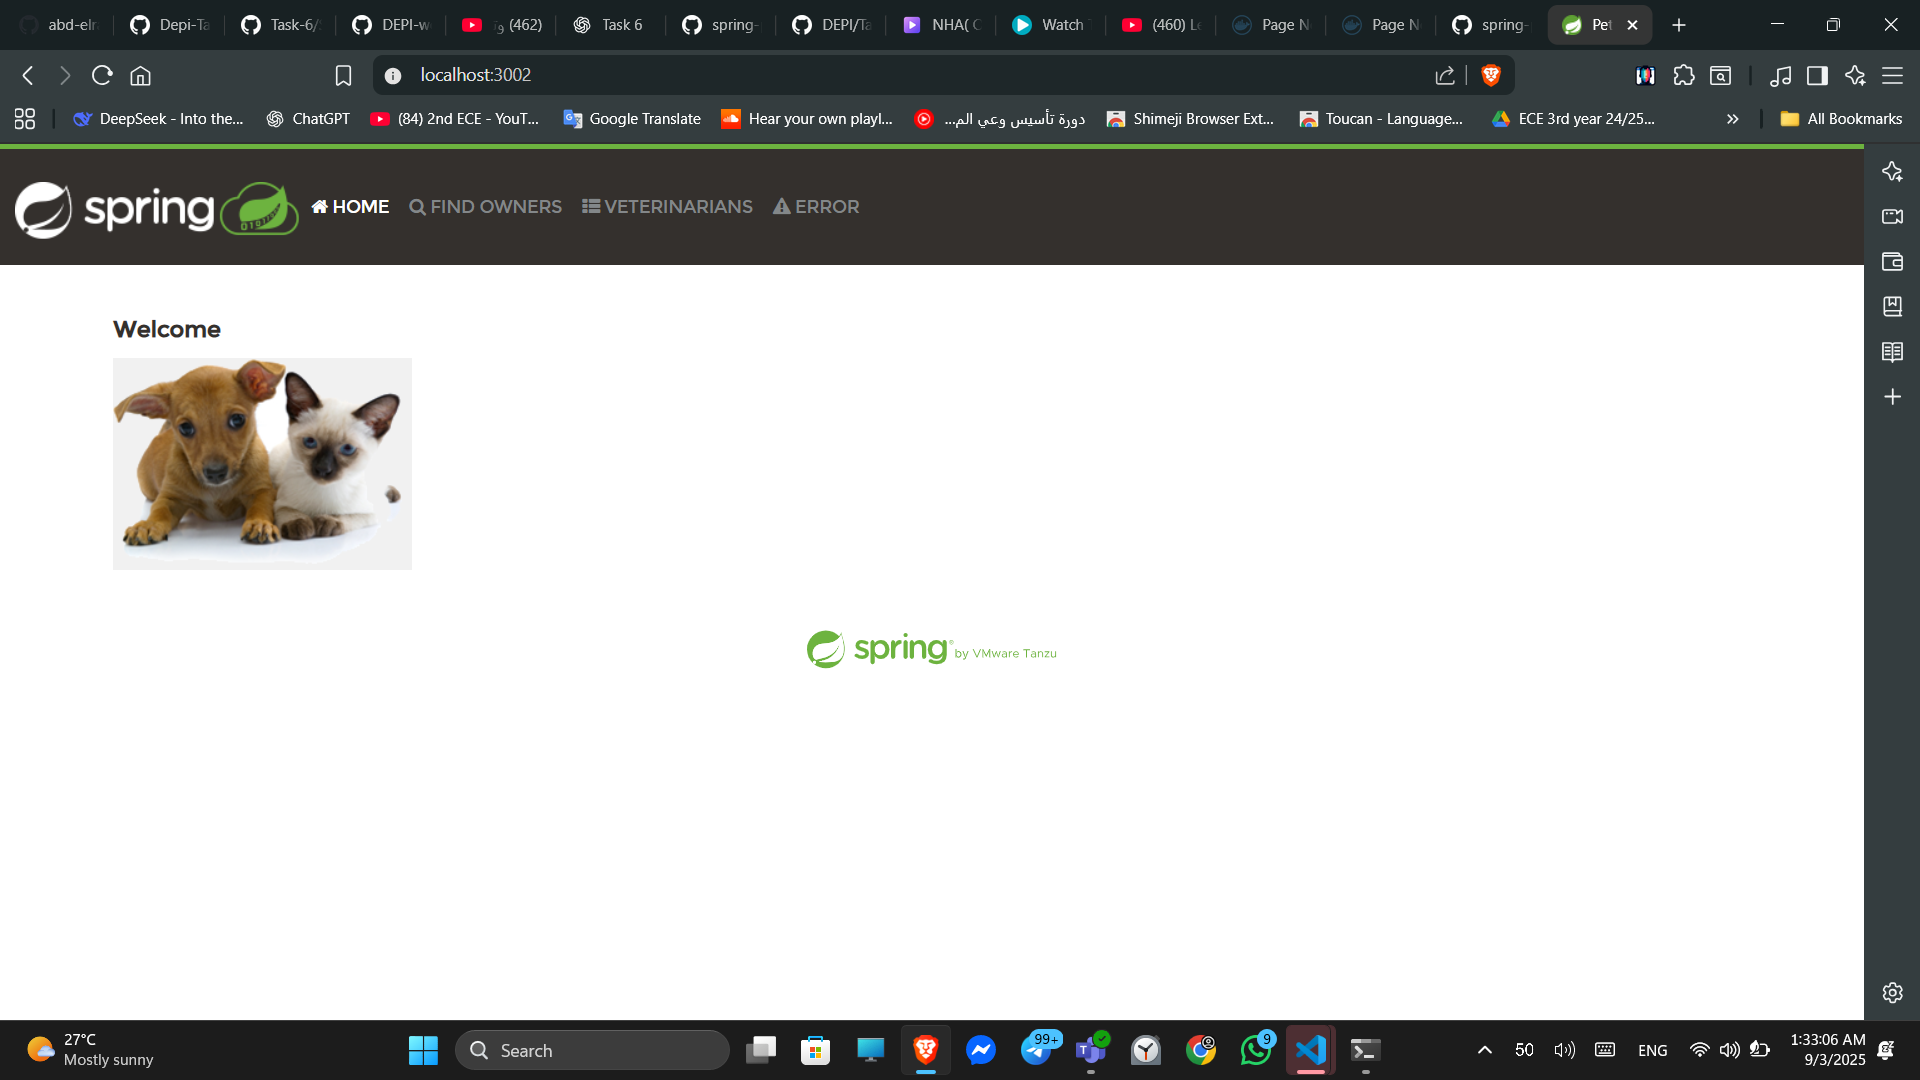 abd-elr
Depi-Ta
Task-6/
DEPI-w
(462)
Task 6
spring-
DEPI/Ta
NHA( C
Watch
(460) Le
Page N
Page N
spring-
Pet
localhost:3002
DeepSeek - Into the...
ChatGPT
(84) 2nd ECE - YouT...
Google Translate
Hear your own playl...
دورة تأسيس وعي الم...
Shimeji Browser Ext...
Toucan - Language...
ECE 3rd year 24/25...
All Bookmarks
spring
HOME
FIND OWNERS
VETERINARIANS
ERROR
Welcome
spring by VMware Tanzu
27°C
Mostly sunny
Search
99+
9
50
ENG
1:33:06 AM
9/3/2025